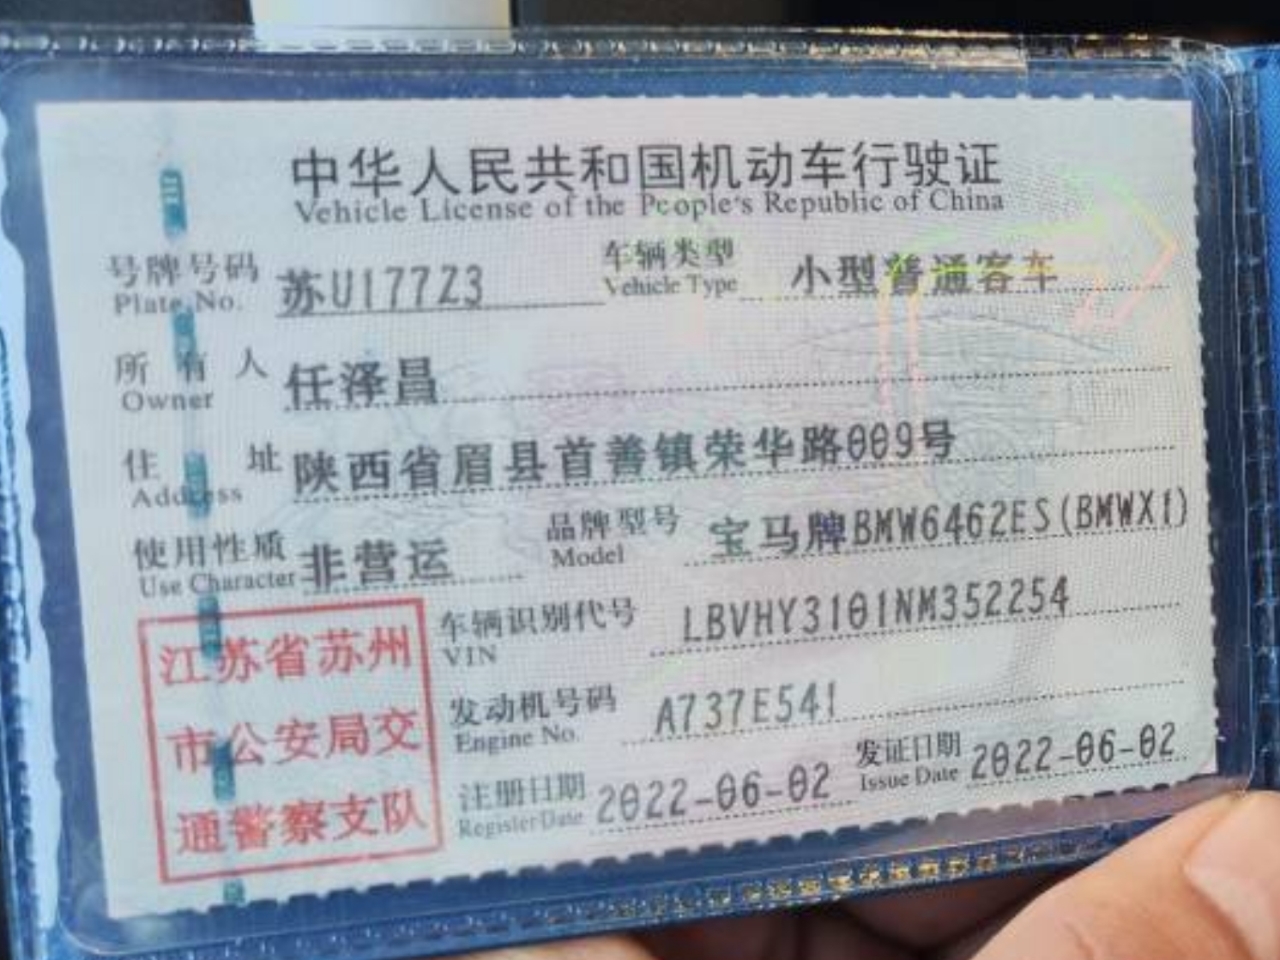 中华人民共和国机动车行驶证
Vehicle License of the People's Republic of China
号牌号码 苏U177Z3 车辆类型 小型普通客车
Plate No. Vehicle Type
所有人 任泽昌
Owner
住址 陕西省眉县首善镇荣华路009号
Address
使用性质 非营运 品牌型号 宝马牌BMW6462ES(BMWX1)
Use Character Model
车辆识别代号 LBVHY3101NM352254
VIN
发动机号码 A737E541
Engine No.
注册日期 2022-06-02 发证日期 2022-06-02
Register Date Issue Date
江苏省苏州
市公安局交
通警察支队